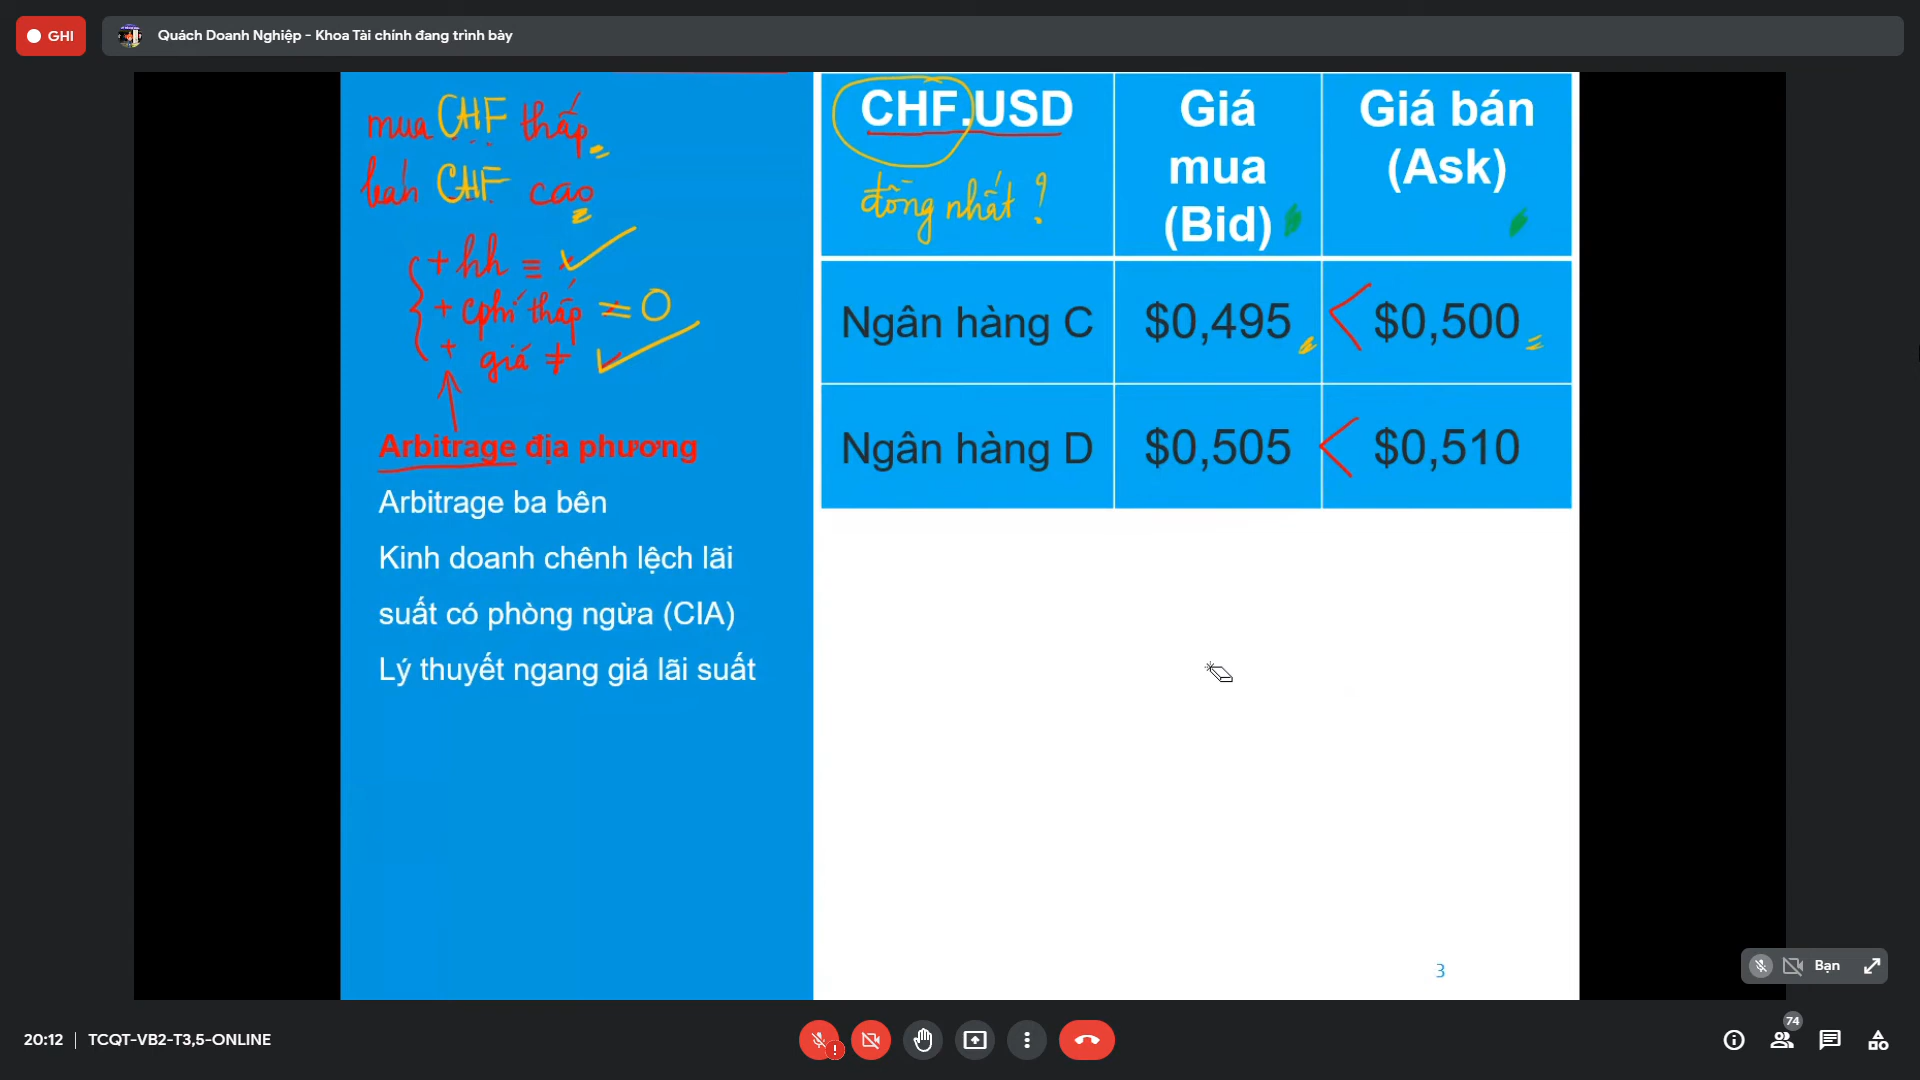 GHI
Quách Doanh Nghiệp - Khoa Tài chính đang trình bày
mua CHF thấp
bán CHF cao
+ hh ≡
+ cphí thấp = 0
+ giá ≠
Arbitrage địa phương
Arbitrage ba bên
Kinh doanh chênh lệch lãi
suất có phòng ngừa (CIA)
Lý thuyết ngang giá lãi suất
CHF.USD
đồng nhất ?
Giá
mua
(Bid)
Giá bán
(Ask)
Ngân hàng C $0,495 < $0,500
Ngân hàng D $0,505 < $0,510
3
Bạn
20:12 | TCQT-VB2-T3,5-ONLINE
74